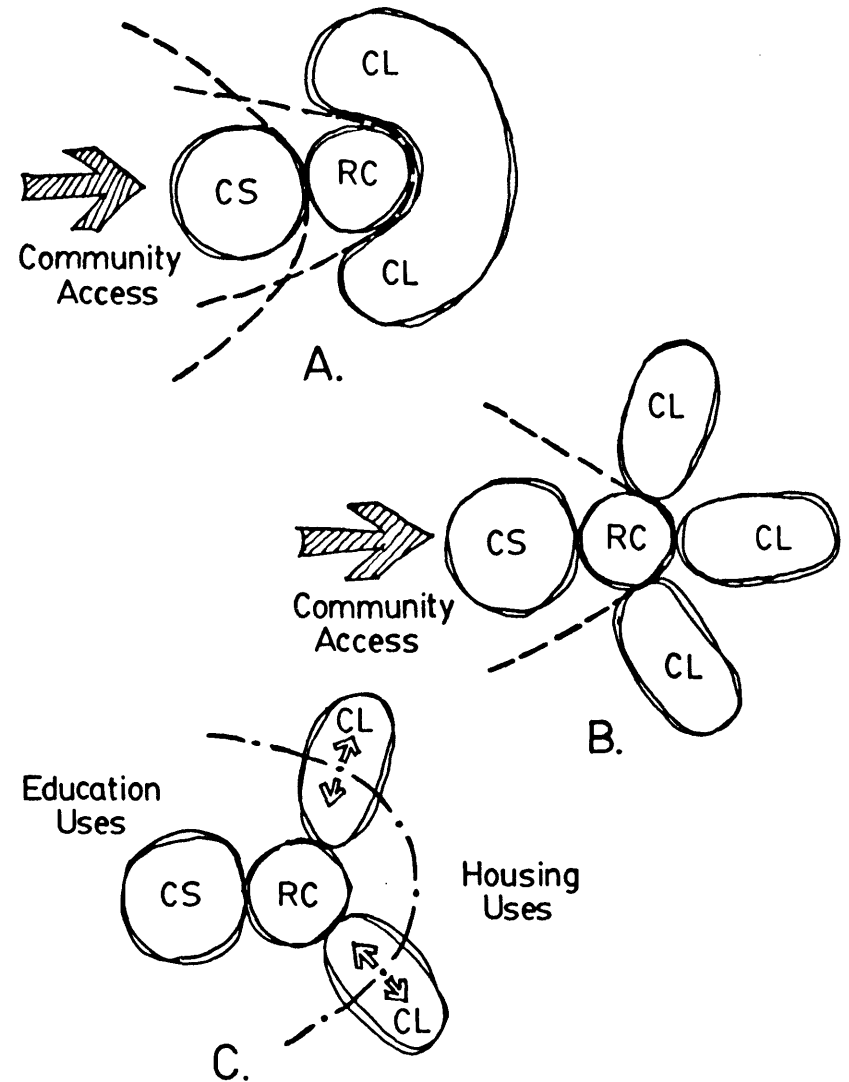 CL
CS
RC
CL
Community
Access
A.
CL
CS
RC
CL
Community
Access
CL
B.
CL
Education
Uses
CS
RC
Housing
Uses
CL
C.